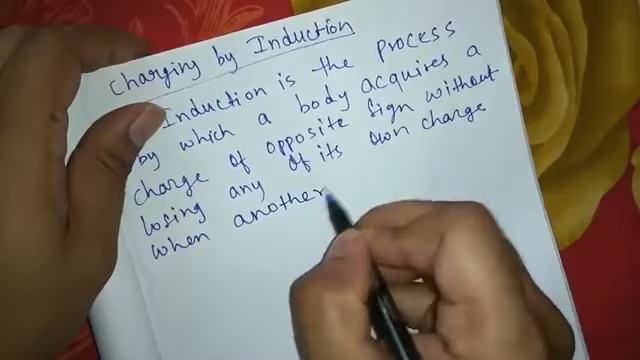 Charging by Induction
Induction is the process
by which a body acquires a
charge of opposite sign without
losing any of its own charge
when another